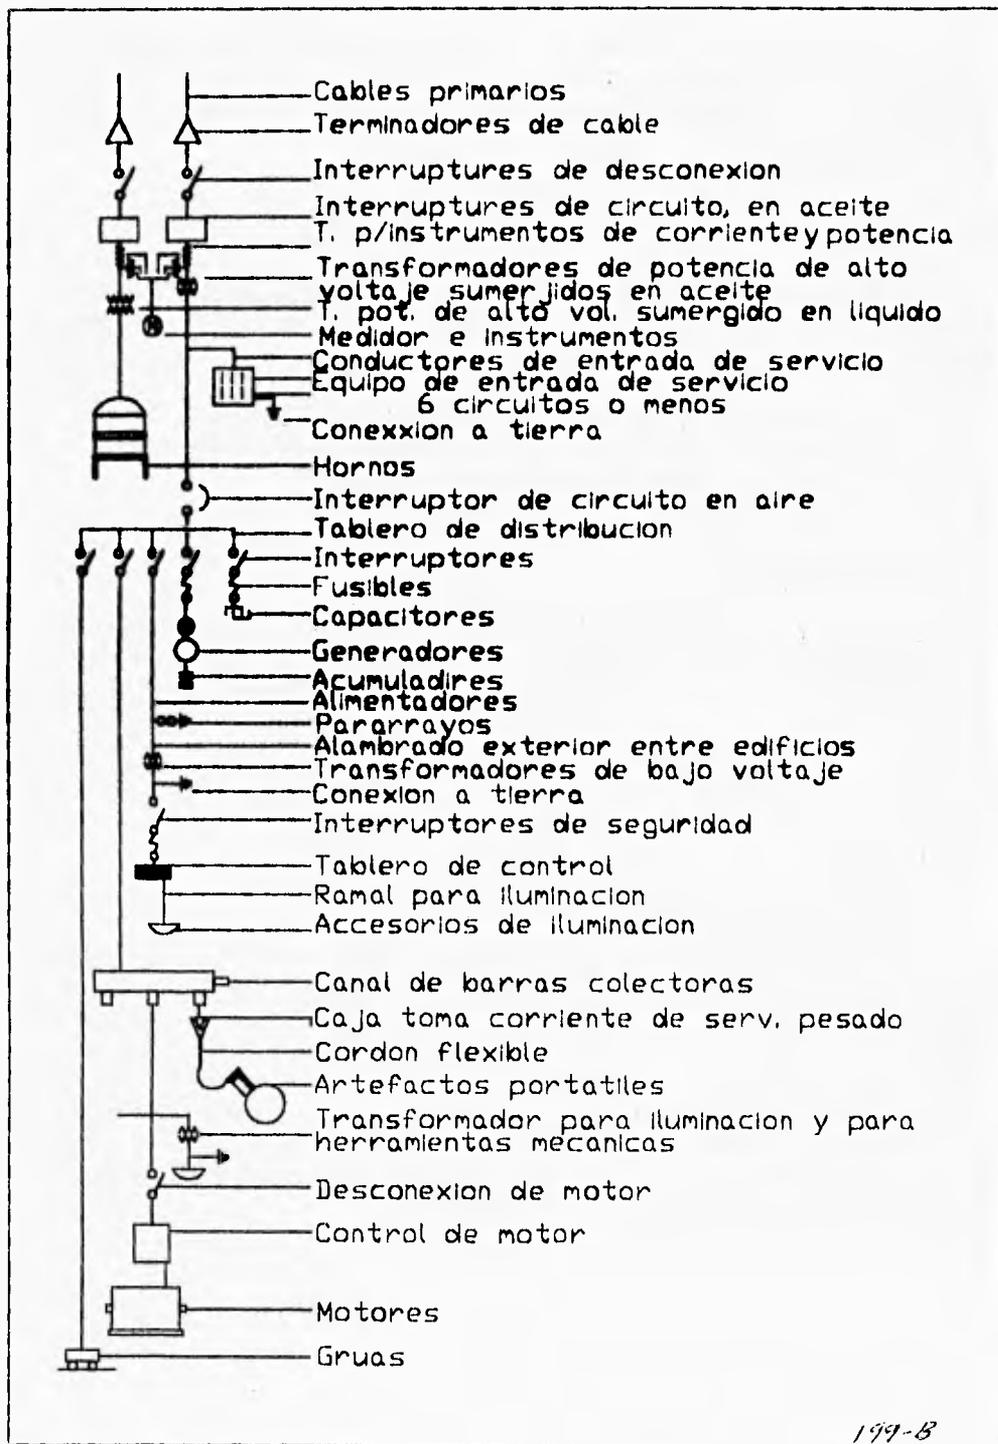 Cables primarios
Terminadores de cable
Interruptures de desconexion
Interruptures de circuito, en aceite
T. p/instrumentos de corriente y potencia
Transformadores de potencia de alto
voltaje sumerjidos en aceite
T. pot. de alto vol. sumergido en liquido
Medidor e instrumentos
Conductores de entrada de servicio
Equipo de entrada de servicio
6 circuitos o menos
Conexxion a tierra
Hornos
Interruptor de circuito en aire
Tablero de distribucion
Interruptores
Fusibles
Capacitores
Generadores
Acumuladires
Alimentadores
Pararrayos
Alambrado exterior entre edificios
Transformadores de bajo voltaje
Conexion a tierra
Interruptores de seguridad
Tablero de control
Ramal para iluminacion
Accesorios de iluminacion
Canal de barras colectoras
Caja toma corriente de serv. pesado
Cordon flexible
Artefactos portatiles
Transformador para iluminacion y para
herramientas mecanicas
Desconexion de motor
Control de motor
Motores
Gruas
199-B